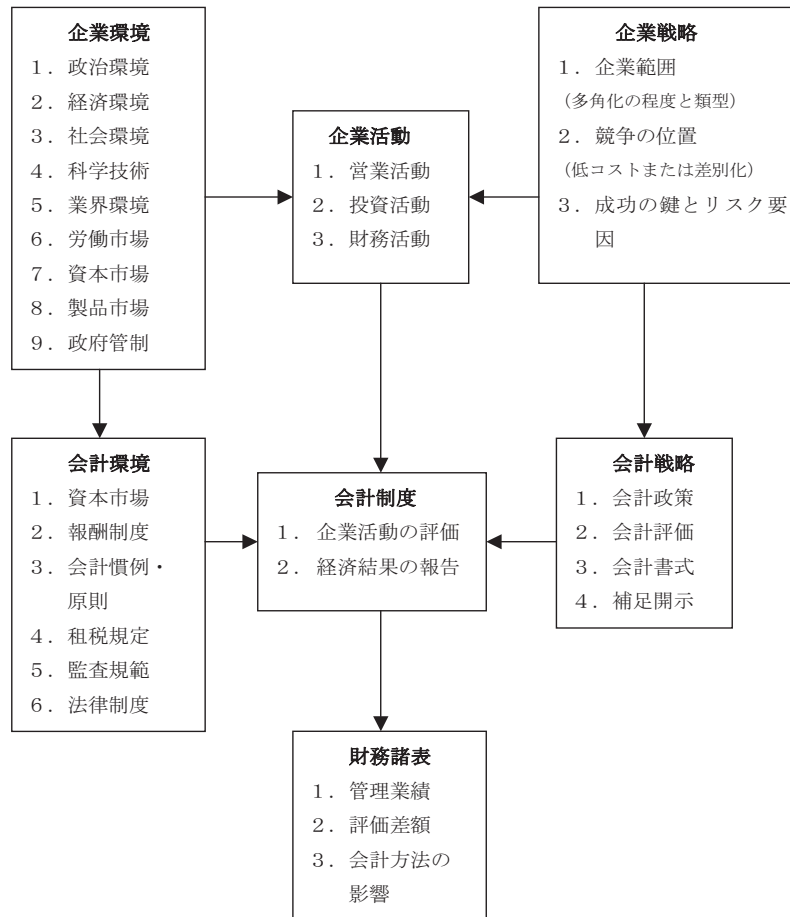 企業環境
1．政治環境
2．経済環境
3．社会環境
4．科学技術
5．業界環境
6．労働市場
7．資本市場
8．製品市場
9．政府管制
企業活動
1．営業活動
2．投資活動
3．財務活動
企業戦略
1．企業範囲
（多角化の程度と類型）
2．競争の位置
（低コストまたは差別化）
3．成功の鍵とリスク要
因
会計環境
1．資本市場
2．報酬制度
3．会計慣例・
原則
4．租税規定
5．監査規範
6．法律制度
会計制度
1．企業活動の評価
2．経済結果の報告
会計戦略
1．会計政策
2．会計評価
3．会計書式
4．補足開示
財務諸表
1．管理業績
2．評価差額
3．会計方法の
影響